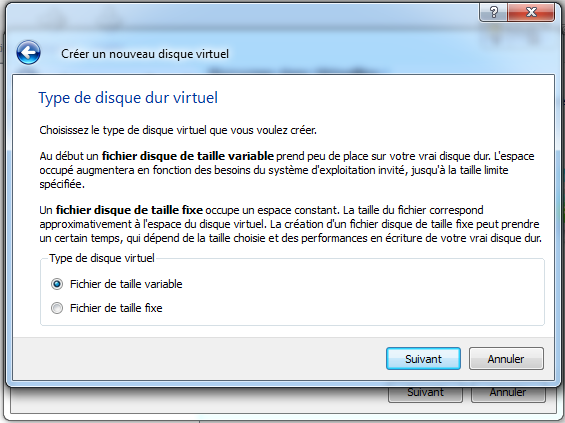 Créer un nouveau disque virtuel
Type de disque dur virtuel
Choisissez le type de disque virtuel que vous voulez créer.
Au début un fichier disque de taille variable prend peu de place sur votre vrai disque dur. L'espace
occupé augmentera en fonction des besoins du système d'exploitation invité, jusqu'à la taille limite
spécifiée.
Un fichier disque de taille fixe occupe un espace constant. La taille du fichier correspond
approximativement à l'espace du disque virtuel. La création d'un fichier disque de taille fixe peut prendre
un certain temps, qui dépend de la taille choisie et des performances en écriture de votre vrai disque dur.
Type de disque virtuel
Fichier de taille variable
Fichier de taille fixe
Suivant Annuler
Suivant Annuler